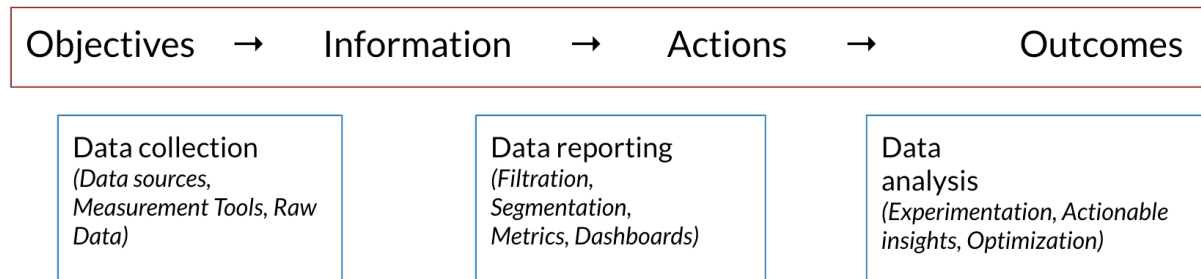 Objectives → Information → Actions → Outcomes
Data collection
(Data sources,
Measurement Tools, Raw
Data)
Data reporting
(Filtration,
Segmentation,
Metrics, Dashboards)
Data
analysis
(Experimentation, Actionable
insights, Optimization)